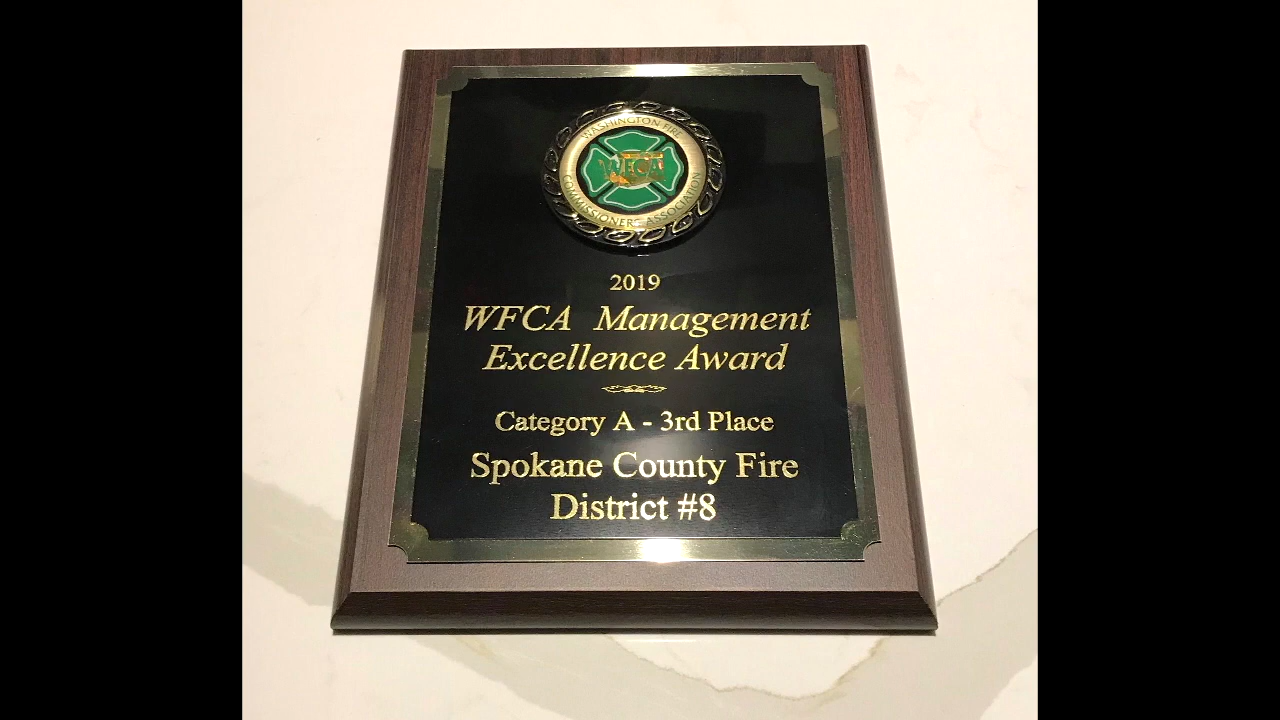 WASHINGTON FIRE
WFCA
COMMISSIONERS ASSOCIATION
2019
WFCA Management
Excellence Award
Category A - 3rd Place
Spokane County Fire
District #8